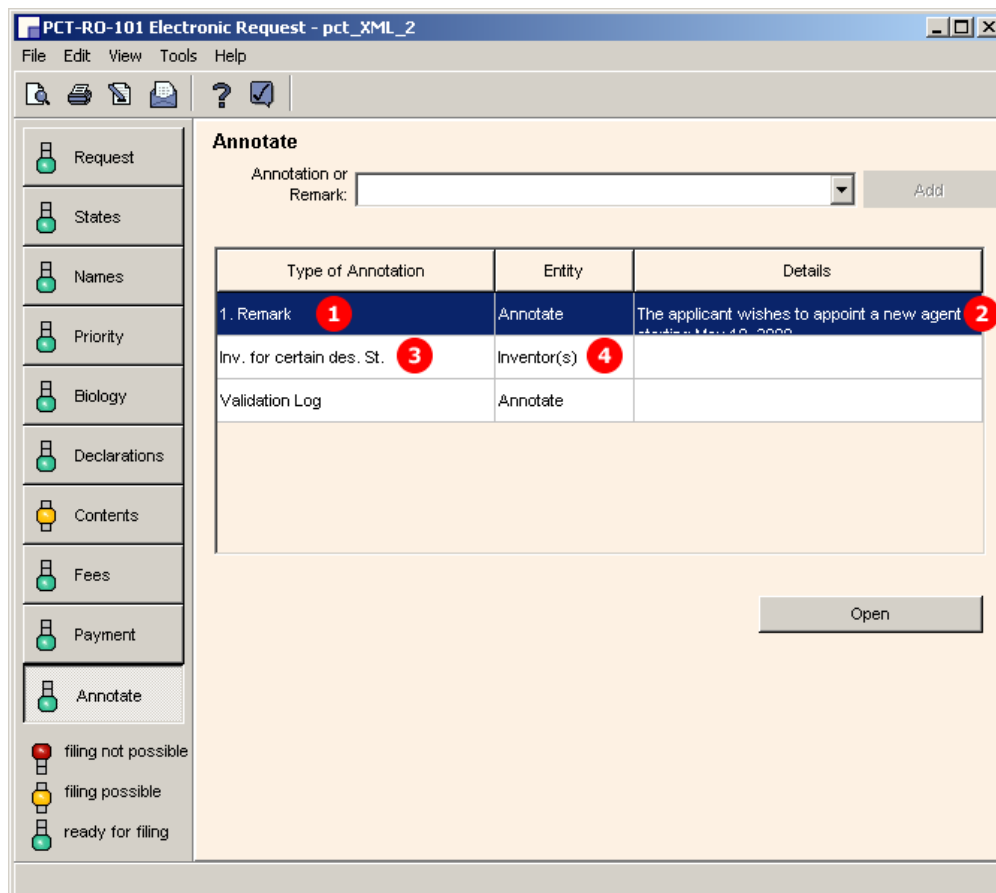 PCT-RO-101 Electronic Request - pct_XML_2
File Edit View Tools Help
Annotate
Annotation or
Remark:
Add
Request
States
Names
Priority
Biology
Declarations
Contents
Fees
Payment
Annotate
filing not possible
filing possible
ready for filing
Type of Annotation Entity Details
1. Remark 1 Annotate The applicant wishes to appoint a new agent 2
Inv. for certain des. St. 3 Inventor(s) 4
Validation Log Annotate
Open